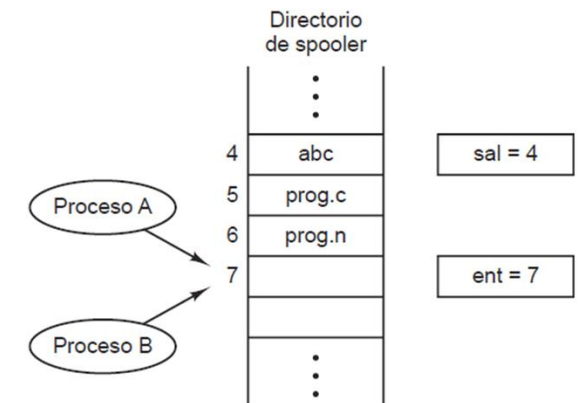 Directorio
de spooler
4
abc
sal = 4
5
prog.c
Proceso A
6
prog.n
7
ent = 7
Proceso B